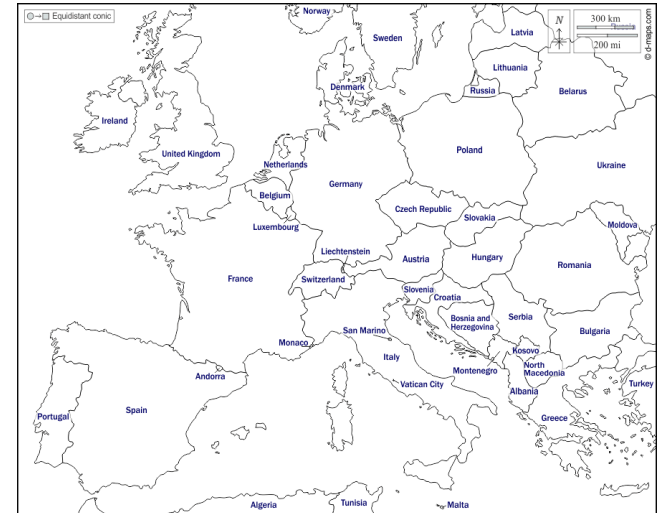 Equidistant conic
Norway
N
300 km
200 mi
© d-maps.com
Sweden
Latvia
Lithuania
Denmark
Russia
Belarus
Ireland
United Kingdom
Poland
Netherlands
Ukraine
Germany
Belgium
Czech Republic
Slovakia
Luxembourg
Moldova
Liechtenstein
Austria
Hungary
Romania
France
Switzerland
Slovenia
Croatia
Bosnia and
Herzegovina
Serbia
San Marino
Bulgaria
Monaco
Kosovo
Italy
North
Macedonia
Andorra
Montenegro
Vatican City
Turkey
Albania
Spain
Portugal
Greece
Algeria
Tunisia
Malta